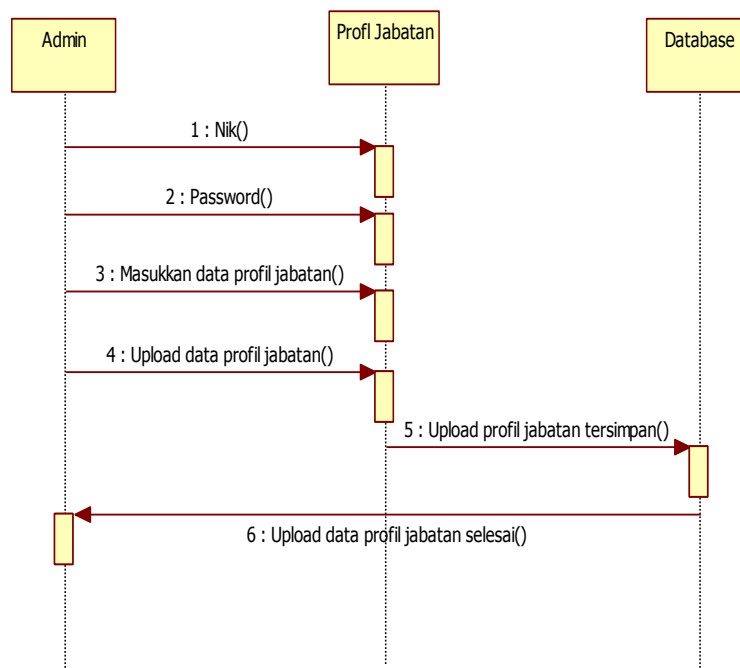 Admin
Profl Jabatan
Database
1 : Nik()
2 : Password()
3 : Masukkan data profil jabatan()
4 : Upload data profil jabatan()
5 : Upload profil jabatan tersimpan()
6 : Upload data profil jabatan selesai()